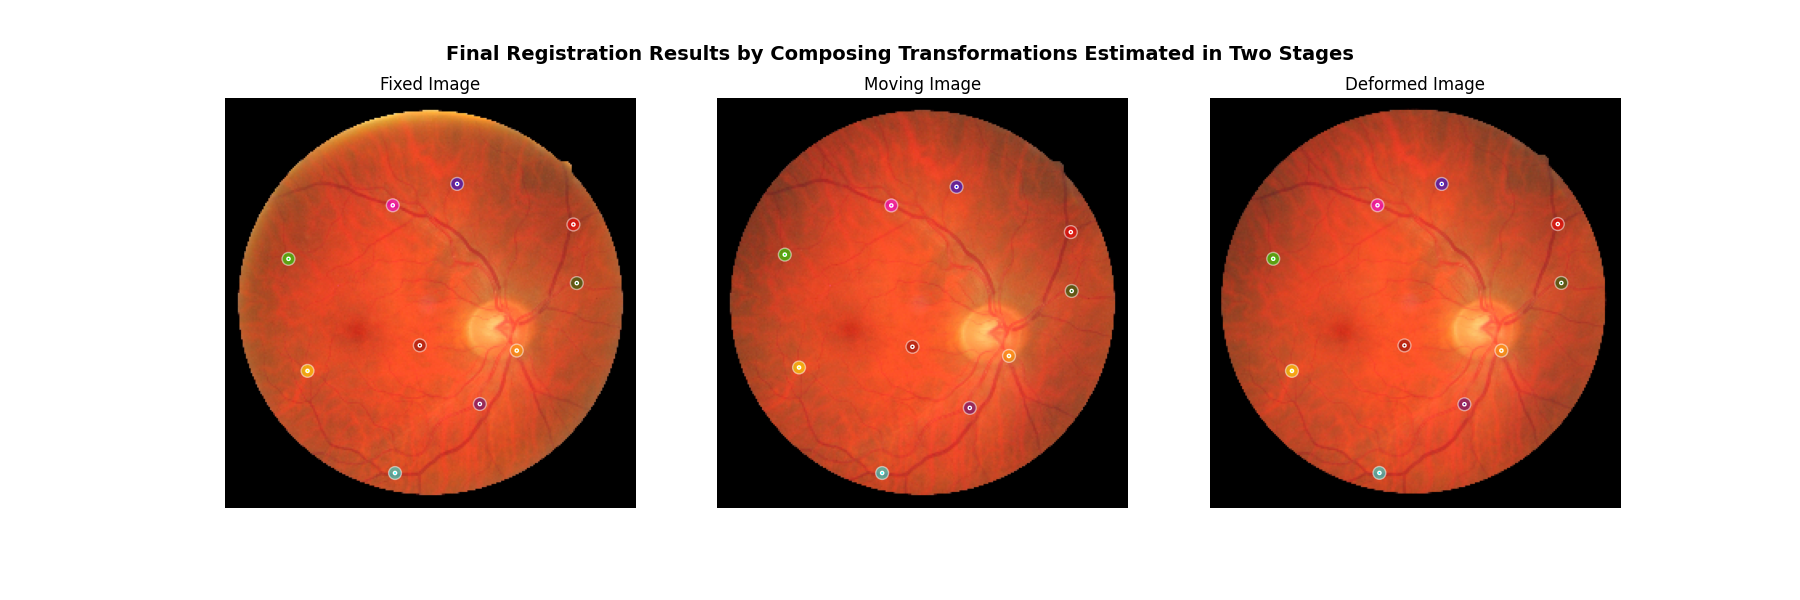 Final Registration Results by Composing Transformations Estimated in Two Stages
Fixed Image
Moving Image
Deformed Image